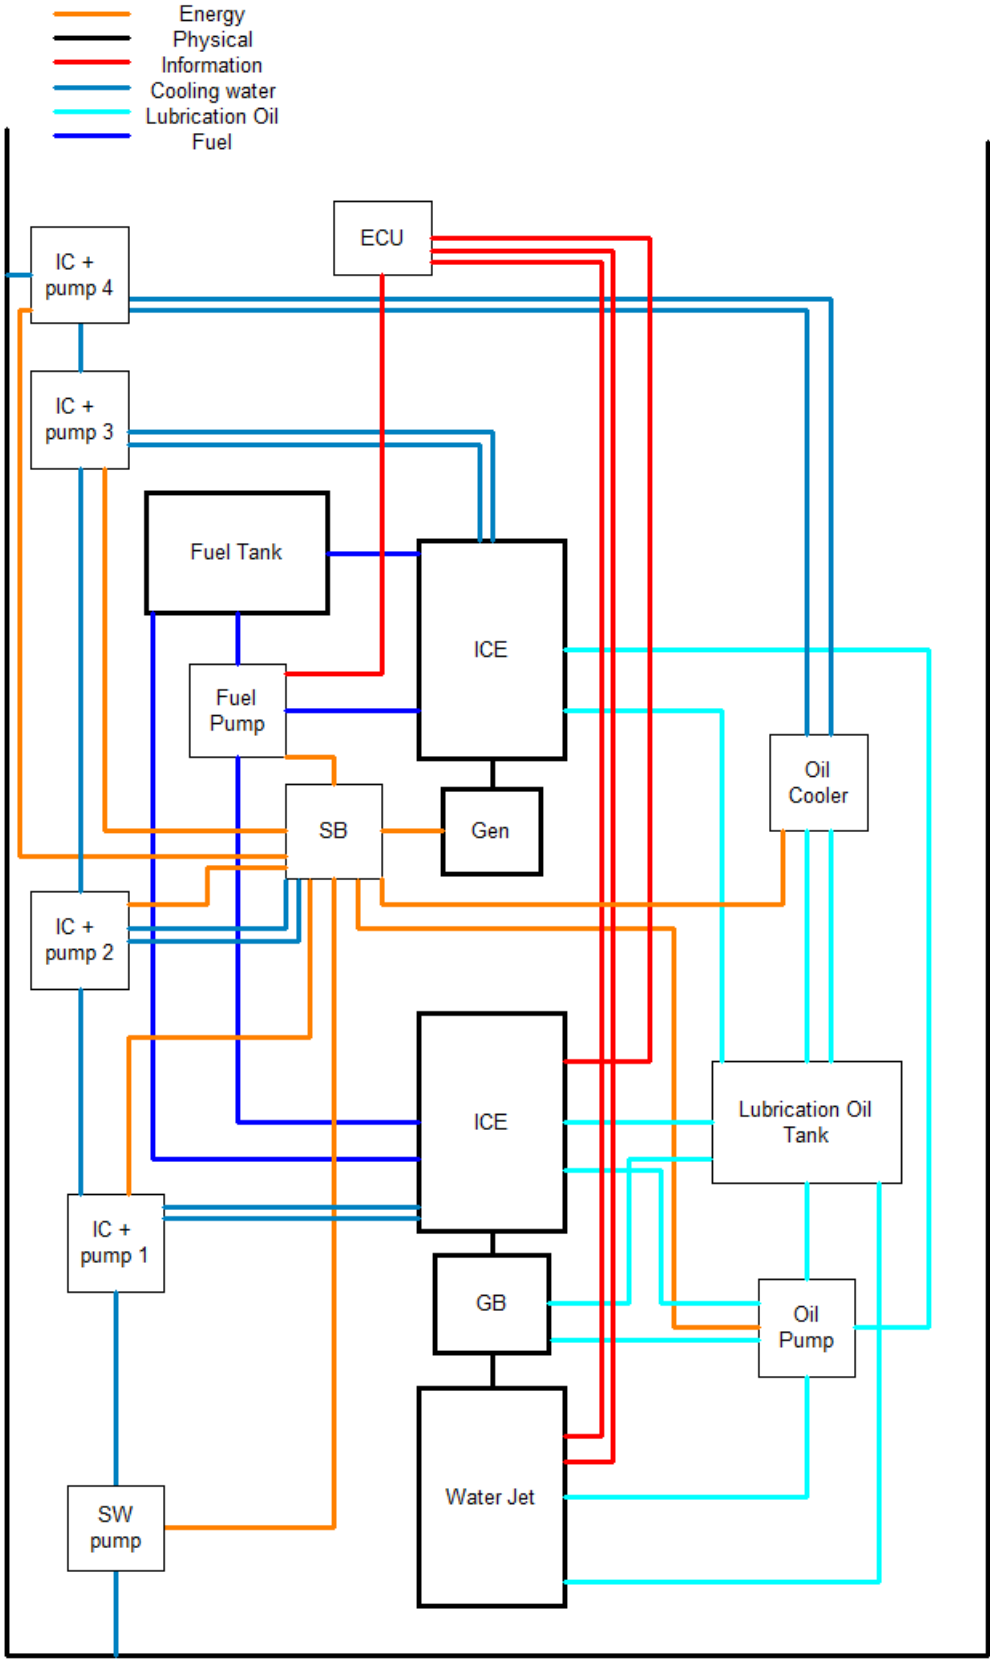 Energy
Physical
Information
Cooling water
Lubrication Oil
Fuel
ECU
IC +
pump 4
IC +
pump 3
Fuel Tank
ICE
Fuel
Pump
Oil
Cooler
SB
Gen
IC +
pump 2
ICE
Lubrication Oil
Tank
IC +
pump 1
GB
Oil
Pump
Water Jet
SW
pump